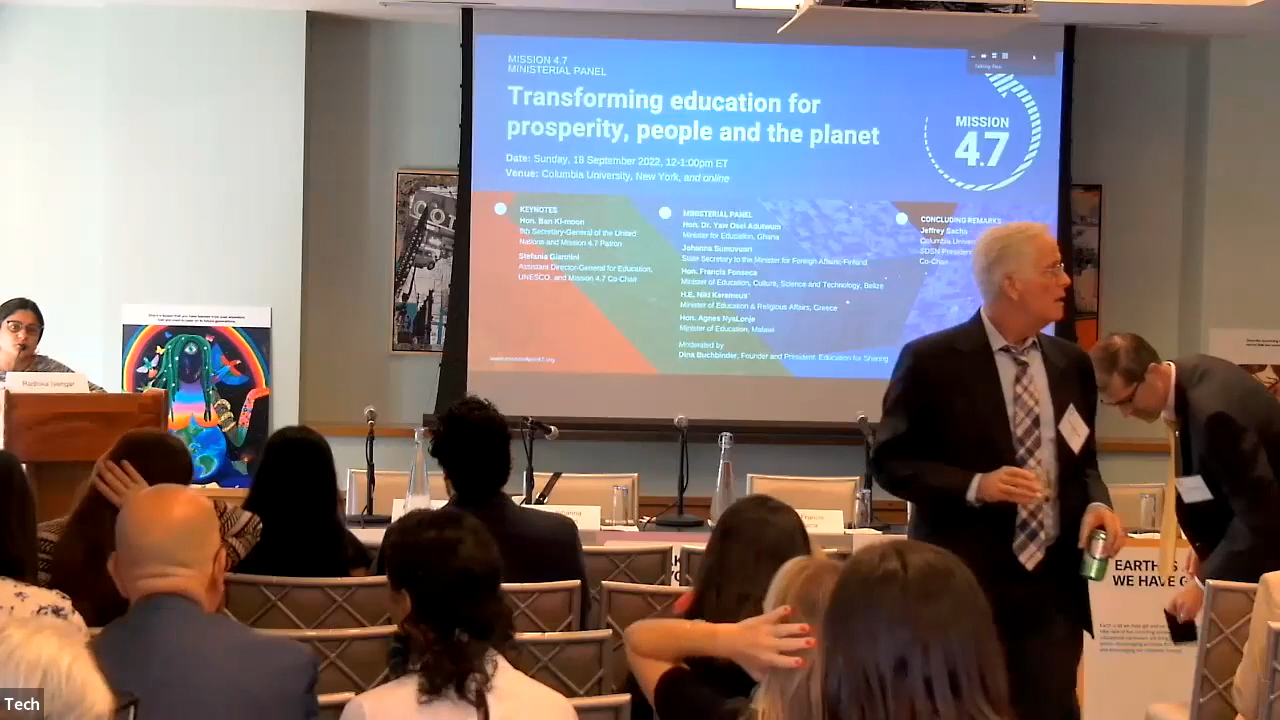 MISSION 4.7
MINISTERIAL PANEL
Transforming education for
prosperity, people and the planet
Date: Sunday, 18 September 2022, 12-1:00pm ET
Venue: Columbia University, New York, and online
MISSION
4.7
KEYNOTES
Hon. Ban Ki-moon
8th Secretary-General of the United
Nations and Mission 4.7 Patron
Stefania Giannini
Assistant Director-General for Education,
UNESCO, and Mission 4.7 Co-Chair
MINISTERIAL PANEL
Hon. Dr. Yaw Osei Adutwum
Minister for Education, Ghana
Johanna Sumuvuori
State Secretary to the Minister for Foreign Affairs, Finland
Hon. Francis Fonseca
Minister of Education, Culture, Science and Technology, Belize
H.E. Niki Kerameus
Minister of Education & Religious Affairs, Greece
Hon. Agnes NyaLonje
Minister of Education, Malawi
Moderated by
Dina Buchbinder, Founder and President, Education for Sharing
CONCLUDING REMARKS
Jeffrey Sachs
Columbia
SDSN President
Co-Chair
Radhika Iyengar
EARTH
WE HAVE
Tech